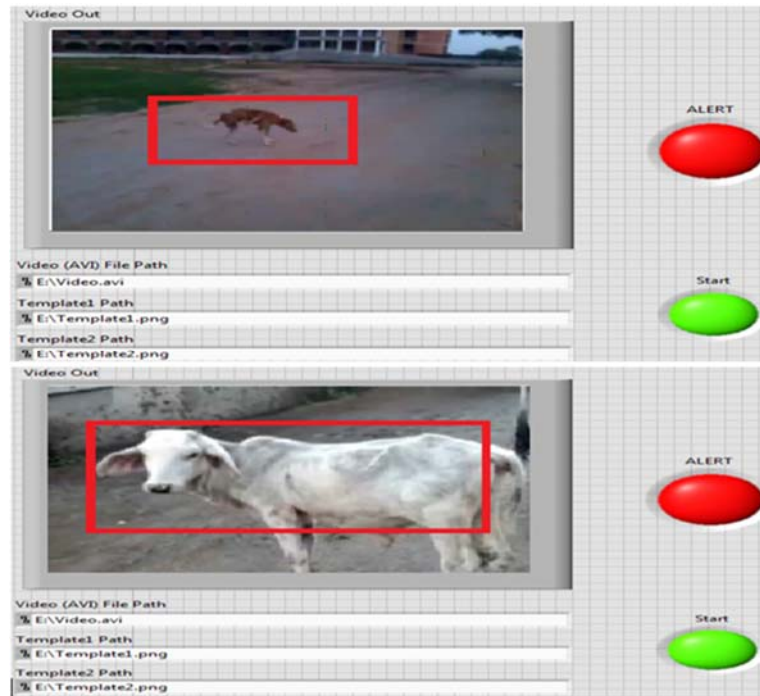 Video Out
ALERT
Video (AVI) File Path
E:\Video.avi
Start
Template1 Path
E:\Template1.png
Template2 Path
E:\Template2.png
Video Out
ALERT
Video (AVI) File Path
E:\Video.avi
Start
Template1 Path
E:\Template1.png
Template2 Path
E:\Template2.png